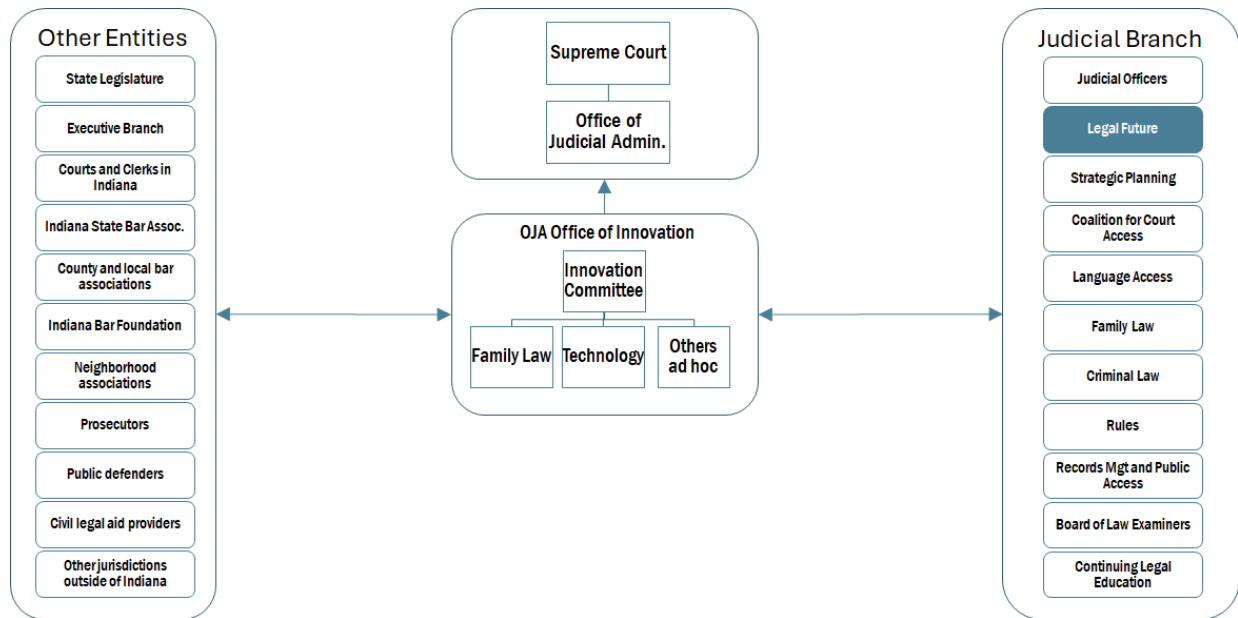 Other Entities
State Legislature
Executive Branch
Courts and Clerks in
Indiana
Indiana State Bar Assoc.
County and local bar
associations
Indiana Bar Foundation
Neighborhood
associations
Prosecutors
Public defenders
Civil legal aid providers
Other jurisdictions
outside of Indiana
Supreme Court
Office of
Judicial Admin.
OJA Office of Innovation
Innovation
Committee
Family Law
Technology
Others
ad hoc
Judicial Branch
Judicial Officers
Legal Future
Strategic Planning
Coalition for Court
Access
Language Access
Family Law
Criminal Law
Rules
Records Mgt and Public
Access
Board of Law Examiners
Continuing Legal
Education